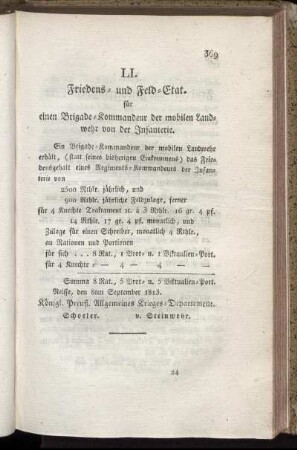 369
LI.
Friedens- und Feld-Etat.
für
einen Brigade-Kommandeur der mobilen Land-
wehr von der Infanterie.
Ein Brigade-Kommandeur der mobilen Landwehr
erhält, (statt seines bisherigen Einkommens) das Frie-
densgehalt eines Regiments-Kommandeurs der Infan-
terie von
2600 Rthlr. jährlich, und
900 Rthlr. jährliche Feldzulage, ferner
für 4 Knechte Traktament rc. à 3 Rthlr. 16 gr. 4 pf.
14 Rthlr. 17 gr. 4 pf. monatlich, und
Zulage für einen Schreiber, monatlich 4 Rthlr.
an Rationen und Portionen
für sich . . . 8 Rat., 1 Brot- u. 1 Viktualien-Port.
für 4 Knechte — — 4 — — 4 — —
Summa 8 Rat., 5 Brot- u. 5 Viktualien-Port.
Neisse, den 8ten September 1813.
Königl. Preuß. Allgemeines Krieges-Departement.
Schoeler. v. Steinwehr.
24